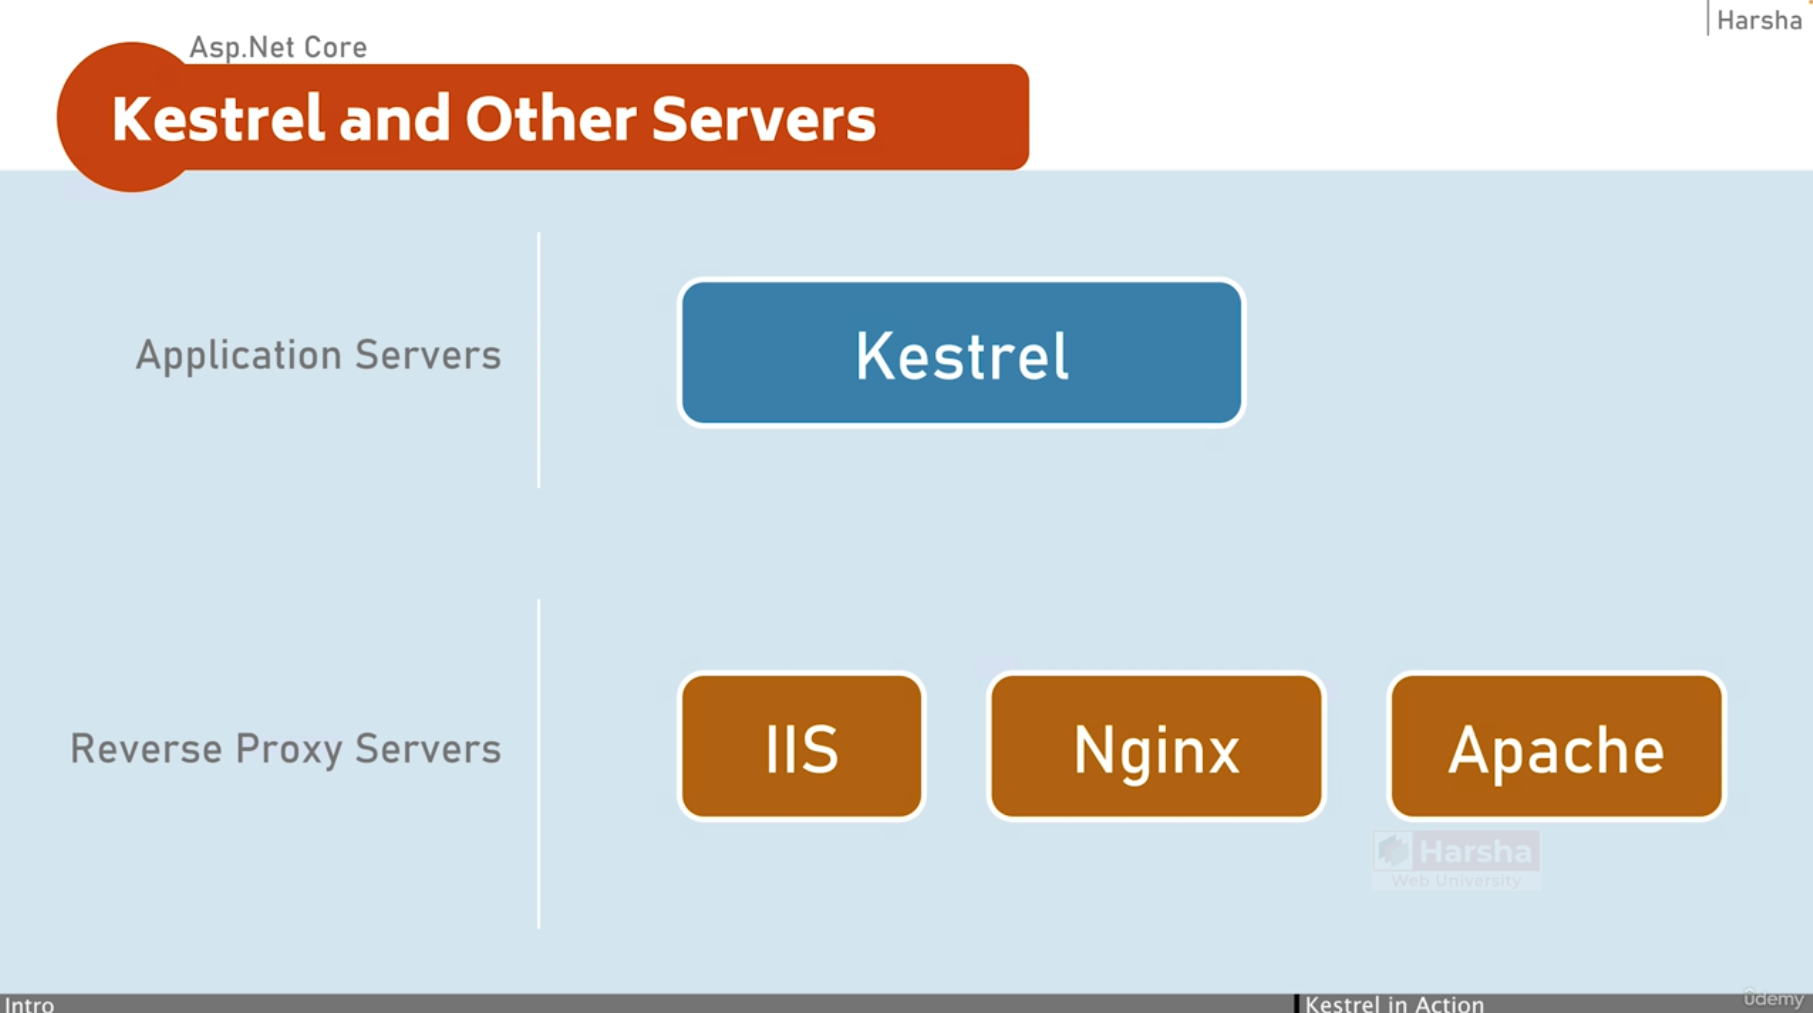 Harsha
Asp.Net Core
Kestrel and Other Servers
Application Servers
Kestrel
Reverse Proxy Servers
IIS
Nginx
Apache
Harsha
Web University
Intro
Kestrel in Action
ûdemy